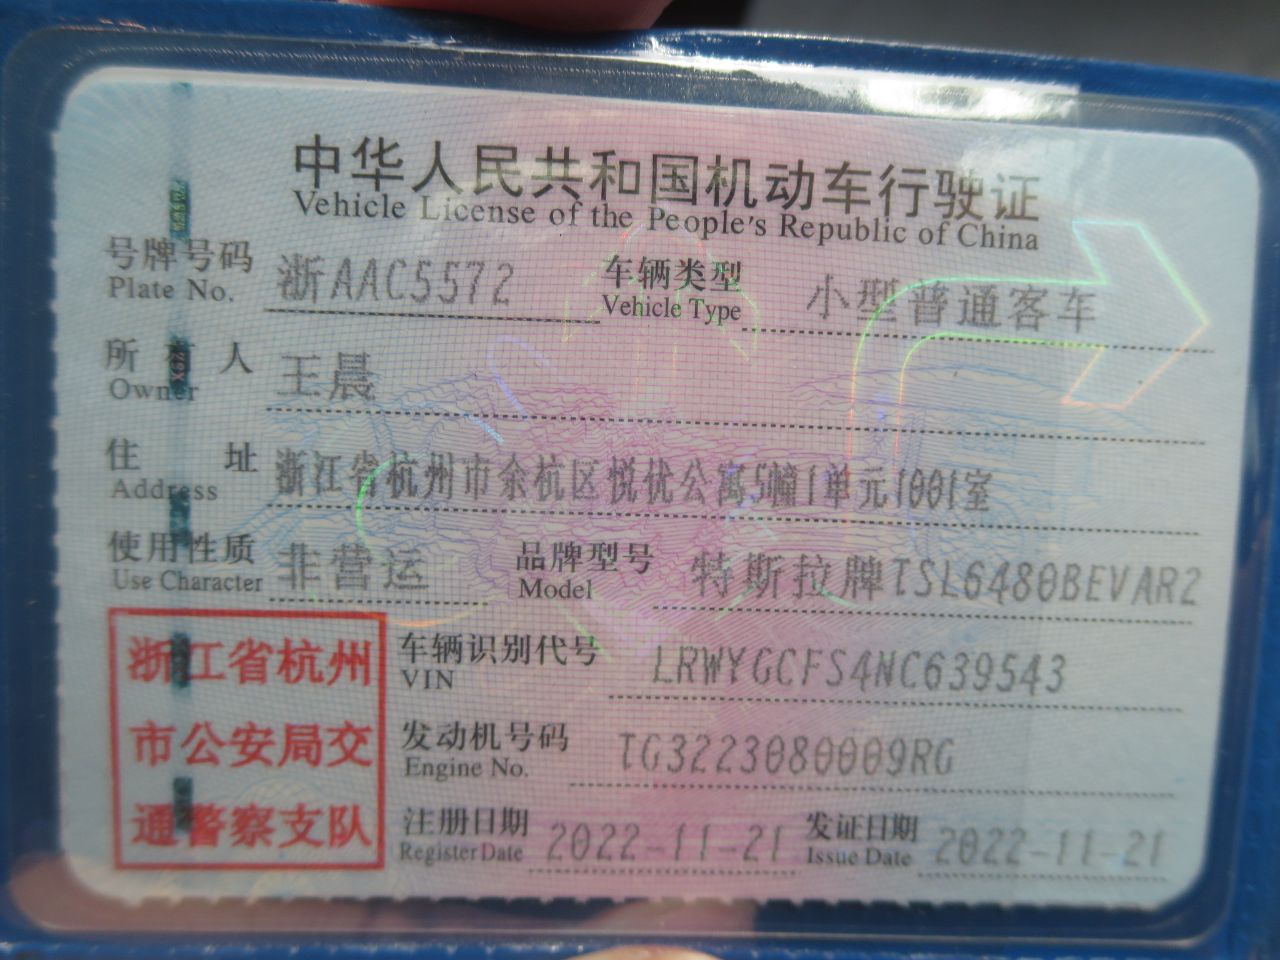 中华人民共和国机动车行驶证
Vehicle License of the People's Republic of China
号牌号码 浙AAC5572 车辆类型 小型普通客车
Plate No. Vehicle Type
所有人 王晨
Owner
住址 浙江省杭州市余杭区悦优公寓5幢1单元1001室
Address
使用性质 非营运 品牌型号 特斯拉牌TSL6480BEVAR2
Use Character Model
浙江省杭州
市公安局交
通警察支队
车辆识别代号 LRWYGCFS4NC639543
VIN
发动机号码 TG3223080009RG
Engine No.
注册日期 2022-11-21 发证日期 2022-11-21
Register Date Issue Date